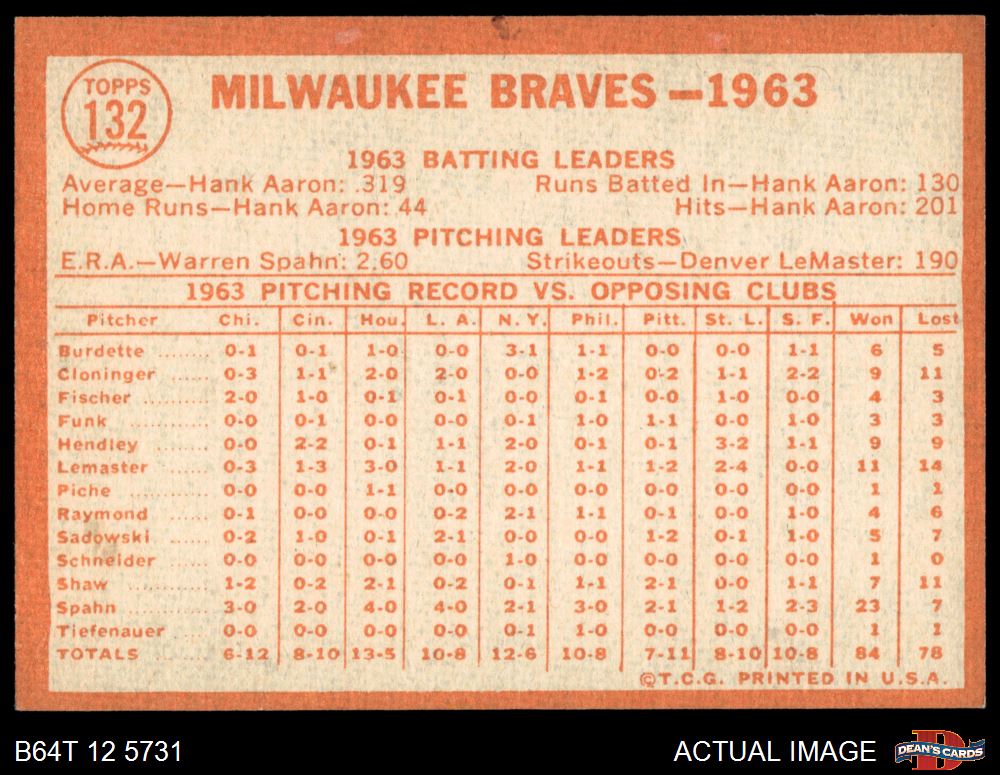 TOPPS
132
MILWAUKEE BRAVES—1963
1963 BATTING LEADERS
Average—Hank Aaron: .319 Runs Batted In—Hank Aaron: 130
Home Runs—Hank Aaron: 44 Hits—Hank Aaron: 201
1963 PITCHING LEADERS
E.R.A.—Warren Spahn: 2.60 Strikeouts—Denver LeMaster: 190
1963 PITCHING RECORD VS. OPPOSING CLUBS
Pitcher Chi. Cin. Hou. L. A. N. Y. Phil. Pitt. St. L. S. F. Won Lost
Burdette ........ 0-1 0-1 1-0 0-0 3-1 1-1 0-0 0-0 1-1 6 5
Cloninger ...... 0-3 1-1 2-0 2-0 0-0 1-2 0-2 1-1 2-2 9 11
Fischer .......... 2-0 1-0 0-1 0-1 0-0 0-1 0-0 1-0 0-0 4 3
Funk .............. 0-0 0-1 0-0 0-0 0-1 1-0 1-1 0-0 1-0 3 3
Hendley ........ 0-0 2-2 0-1 1-1 2-0 0-1 0-1 3-2 1-1 9 9
Lemaster ...... 0-3 1-3 3-0 1-1 2-0 1-1 1-2 2-4 0-0 11 14
Piche ............ 0-0 0-0 1-1 0-0 0-0 0-0 0-0 0-0 0-0 1 1
Raymond ...... 0-1 0-0 0-0 0-2 2-1 1-1 0-1 0-0 1-0 4 6
Sadowski ...... 0-2 1-0 0-1 2-1 0-0 0-0 1-2 0-1 1-0 5 7
Schneider ...... 0-0 0-0 0-0 0-0 1-0 0-0 0-0 0-0 0-0 1 0
Shaw ............ 1-2 0-2 2-1 0-2 0-1 1-1 2-1 0-0 1-1 7 11
Spahn ............ 3-0 2-0 4-0 4-0 2-1 3-0 2-1 1-2 2-3 23 7
Tiefenauer .... 0-0 0-0 0-0 0-0 0-1 1-0 0-0 0-0 0-0 1 1
TOTALS ........ 6-12 8-10 13-5 10-8 12-6 10-8 7-11 8-10 10-8 84 78
©T.C.G. PRINTED IN U.S.A.
B64T 12 5731 ACTUAL IMAGE
D
DEAN'S CARDS